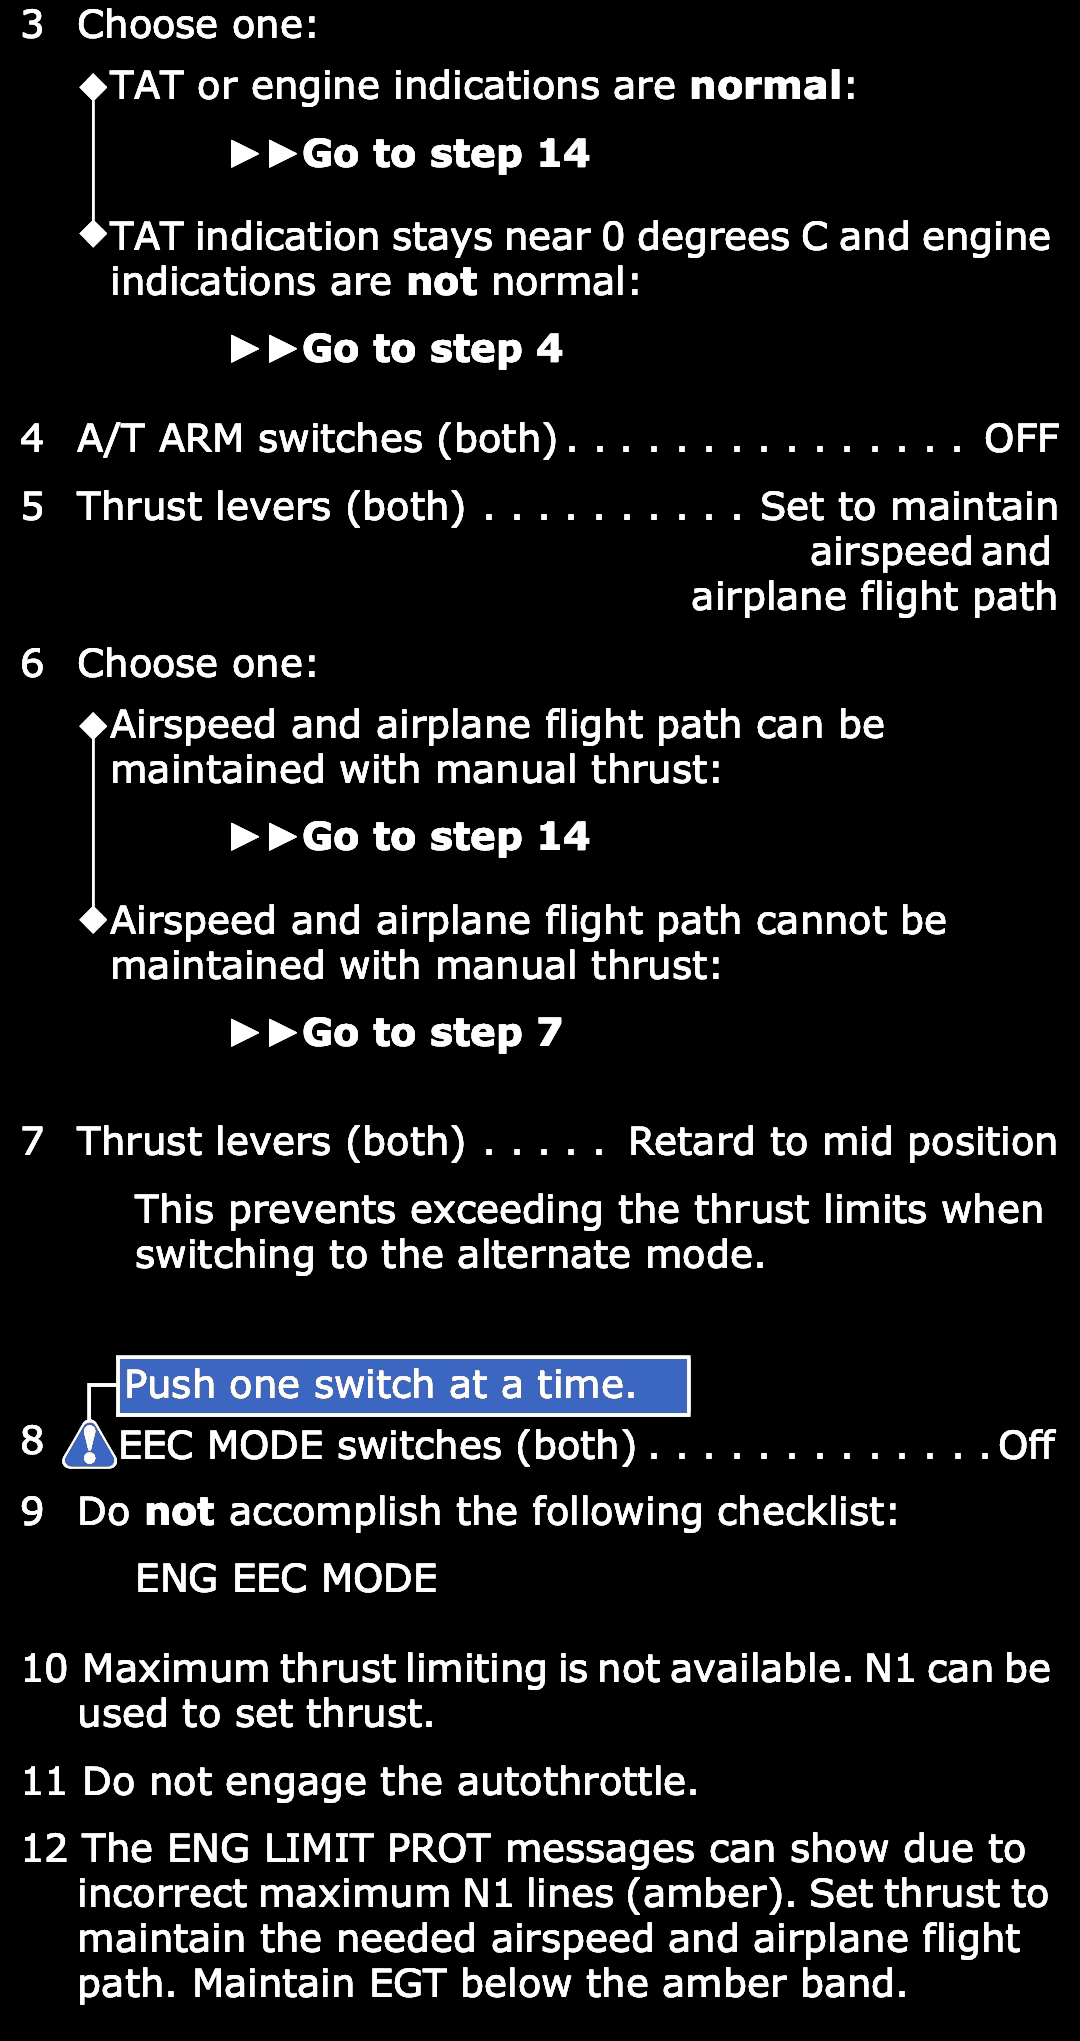 3 Choose one:
◆TAT or engine indications are normal:
▶▶Go to step 14
◆TAT indication stays near 0 degrees C and engine
indications are not normal:
▶▶Go to step 4
4 A/T ARM switches (both) . . . . . . . . . . . . . . . OFF
5 Thrust levers (both) . . . . . . . . . . Set to maintain
airspeed and
airplane flight path
6 Choose one:
◆Airspeed and airplane flight path can be
maintained with manual thrust:
▶▶Go to step 14
◆Airspeed and airplane flight path cannot be
maintained with manual thrust:
▶▶Go to step 7
7 Thrust levers (both) . . . . . Retard to mid position
This prevents exceeding the thrust limits when
switching to the alternate mode.
Push one switch at a time.
8 ! EEC MODE switches (both) . . . . . . . . . . . . . Off
9 Do not accomplish the following checklist:
ENG EEC MODE
10 Maximum thrust limiting is not available. N1 can be
used to set thrust.
11 Do not engage the autothrottle.
12 The ENG LIMIT PROT messages can show due to
incorrect maximum N1 lines (amber). Set thrust to
maintain the needed airspeed and airplane flight
path. Maintain EGT below the amber band.